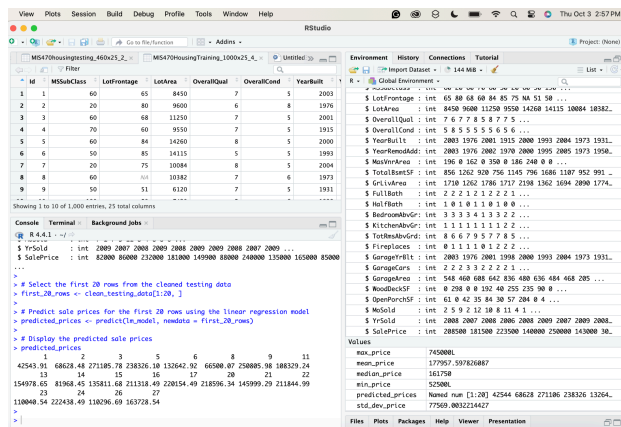 View Plots Session Build Debug Profile Tools Window Help Thu Oct 3 2:57 PM
RStudio
Go to file/function Addins Project: (None)
MIS470housingtesting_460x25_2_ MIS470HousingTraining_1000x25_4_ Untitled
Filter
Id MSSubClass LotFrontage LotArea OverallQual OverallCond YearBuilt Y
1 1 60 65 8450 7 5 2003
2 2 20 80 9600 6 8 1976
3 3 60 68 11250 7 5 2001
4 4 70 60 9550 7 5 1915
5 5 60 84 14260 8 5 2000
6 6 50 85 14115 5 5 1993
7 7 20 75 10084 8 5 2004
8 8 60 NA 10382 7 6 1973
9 9 50 51 6120 7 5 1931
Showing 1 to 10 of 1,000 entries, 25 total columns
Console Terminal Background Jobs
R 4.4.1 · ~/
$ YrSold : int 2009 2007 2008 2009 2009 2009 2009 2008 2007 2009 ...
$ SalePrice : int 82000 86000 232000 181000 149900 88000 240000 135000 165000 85000
...
>
> # Select the first 20 rows from the cleaned testing data
> first_20_rows <- clean_testing_data[1:20, ]
>
> # Predict sale prices for the first 20 rows using the linear regression model
> predicted_prices <- predict(lm_model, newdata = first_20_rows)
>
> # Display the predicted sale prices
> predicted_prices
1 2 3 5 6 8 9 11
42543.91 68628.48 271105.78 238326.10 132642.92 66500.07 250805.98 108329.24
13 14 15 16 17 20 21 22
154978.65 81968.45 135811.68 211318.49 220154.49 218596.34 145999.29 211844.99
23 24 26 27
110040.54 222438.49 110296.69 163728.54
>
>
Environment History Connections Tutorial
Import Dataset 144 MiB List
R Global Environment
$ LotFrontage : int 65 80 68 60 84 85 75 NA 51 50 ...
$ LotArea : int 8450 9600 11250 9550 14260 14115 10084 10382…
$ OverallQual : int 7 6 7 7 8 5 8 7 7 5 ...
$ OverallCond : int 5 8 5 5 5 5 5 6 5 6 ...
$ YearBuilt : int 2003 1976 2001 1915 2000 1993 2004 1973 1931…
$ YearRemodAdd: int 2003 1976 2002 1970 2000 1995 2005 1973 1950…
$ MasVnrArea : int 196 0 162 0 350 0 186 240 0 0 ...
$ TotalBsmtSF : int 856 1262 920 756 1145 796 1686 1107 952 991 …
$ GrLivArea : int 1710 1262 1786 1717 2198 1362 1694 2090 1774…
$ FullBath : int 2 2 2 1 2 1 2 2 2 1 ...
$ HalfBath : int 1 0 1 0 1 1 0 1 0 0 ...
$ BedroomAbvGr: int 3 3 3 3 4 1 3 3 2 2 ...
$ KitchenAbvGr: int 1 1 1 1 1 1 1 1 2 2 ...
$ TotRmsAbvGrd: int 8 6 6 7 9 5 7 7 8 5 ...
$ Fireplaces : int 0 1 1 1 1 0 1 2 2 2 ...
$ GarageYrBlt : int 2003 1976 2001 1998 2000 1993 2004 1973 1931…
$ GarageCars : int 2 2 2 3 3 2 2 2 2 1 ...
$ GarageArea : int 548 460 608 642 836 480 636 484 468 205 ...
$ WoodDeckSF : int 0 298 0 0 192 40 255 235 90 0 ...
$ OpenPorchSF : int 61 0 42 35 84 30 57 204 0 4 ...
$ MoSold : int 2 5 9 2 12 10 8 11 4 1 ...
$ YrSold : int 2008 2007 2008 2006 2008 2009 2007 2009 2008…
$ SalePrice : int 208500 181500 223500 140000 250000 143000 30…
Values
max_price 745000L
mean_price 177957.597826087
median_price 161750
min_price 52500L
predicted_prices Named num [1:20] 42544 68628 271106 238326 13264…
std_dev_price 77569.0032214427
Files Plots Packages Help Viewer Presentation